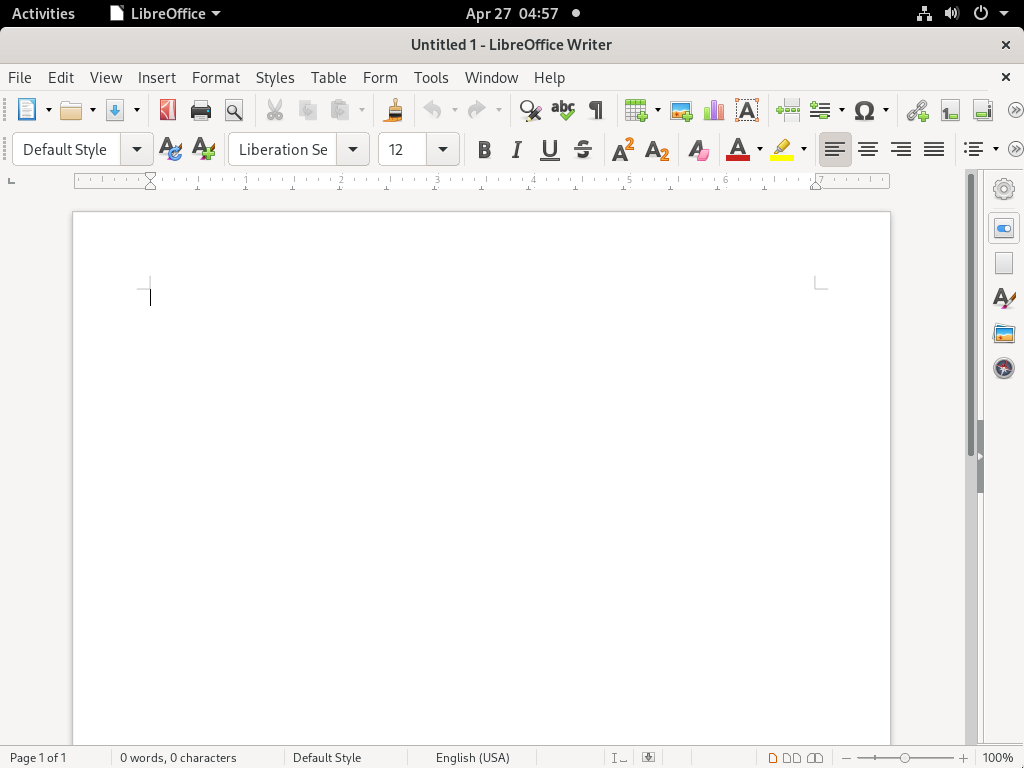 Activities LibreOffice Apr 27 04:57
Untitled 1 - LibreOffice Writer
File Edit View Insert Format Styles Table Form Tools Window Help
Default Style Liberation Se 12
1 2 3 4 5 6 7
Page 1 of 1 0 words, 0 characters Default Style English (USA) 100%